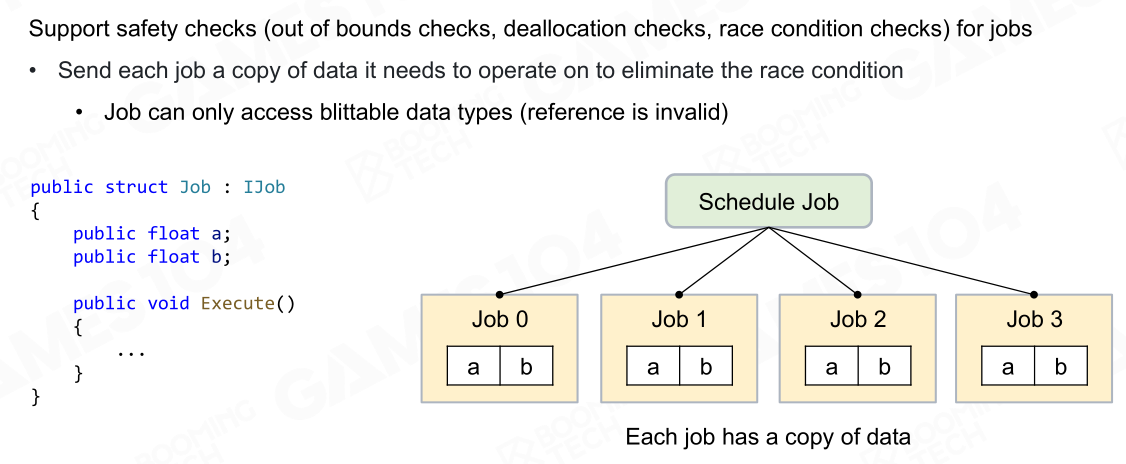 Support safety checks (out of bounds checks, deallocation checks, race condition checks) for jobs
• Send each job a copy of data it needs to operate on to eliminate the race condition
• Job can only access blittable data types (reference is invalid)
public struct Job : IJob
{
    public float a;
    public float b;
    public void Execute()
    {
        ...
    }
}
Schedule Job
Job 0
a b
Job 1
a b
Job 2
a b
Job 3
a b
Each job has a copy of data
GAMES104
BOOMING TECH